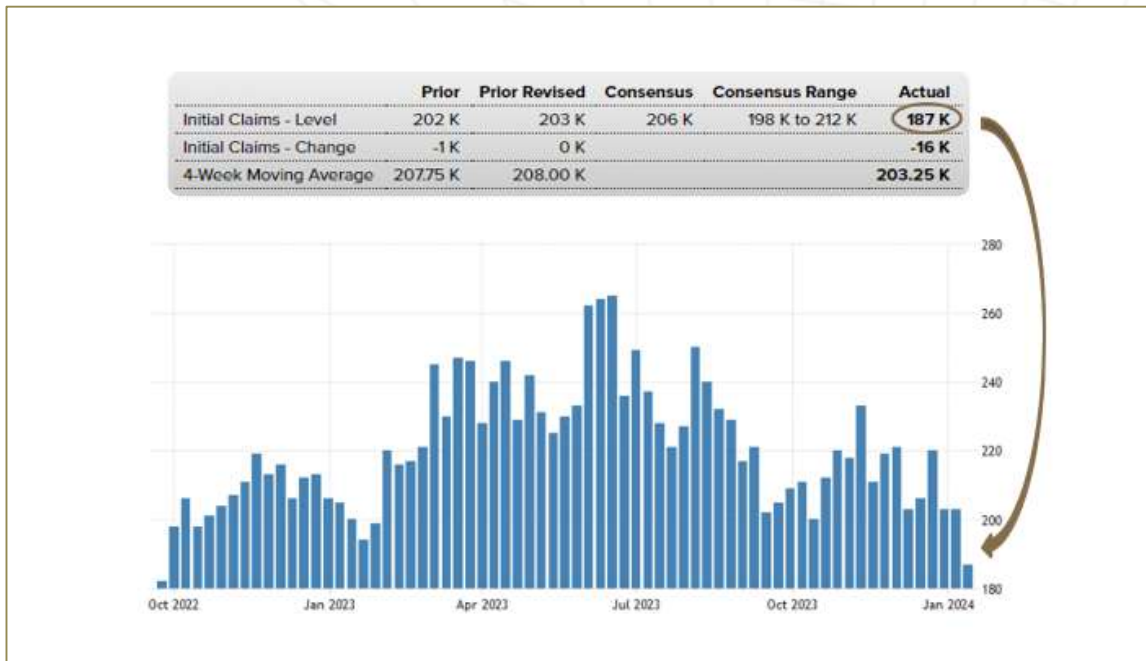 Prior Prior Revised Consensus Consensus Range Actual
Initial Claims - Level 202 K 203 K 206 K 198 K to 212 K 187 K
Initial Claims - Change -1 K 0 K -16 K
4-Week Moving Average 207.75 K 208.00 K 203.25 K
280
260
240
220
200
180
Oct 2022 Jan 2023 Apr 2023 Jul 2023 Oct 2023 Jan 2024